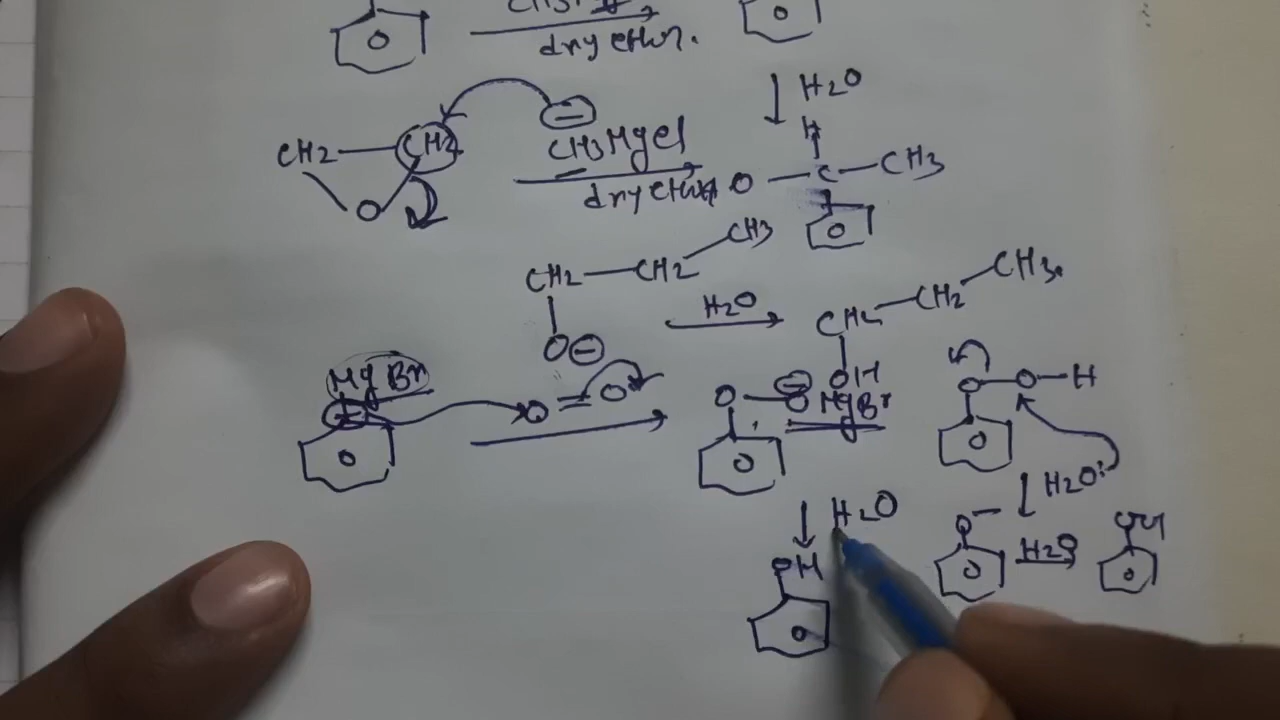 dry ether.
H2O
H
CH2 — CH2
⊖
CH3MgCl
O
dry ether
O — C — CH3
CH2 — CH2 — CH3
H2O
CH2 — CH2 — CH3.
O⊖
OH
MgBr
O = O
O — O⊖ MgBr
O — O — H
H2O
H2O:
OH
O−
H2O
OH